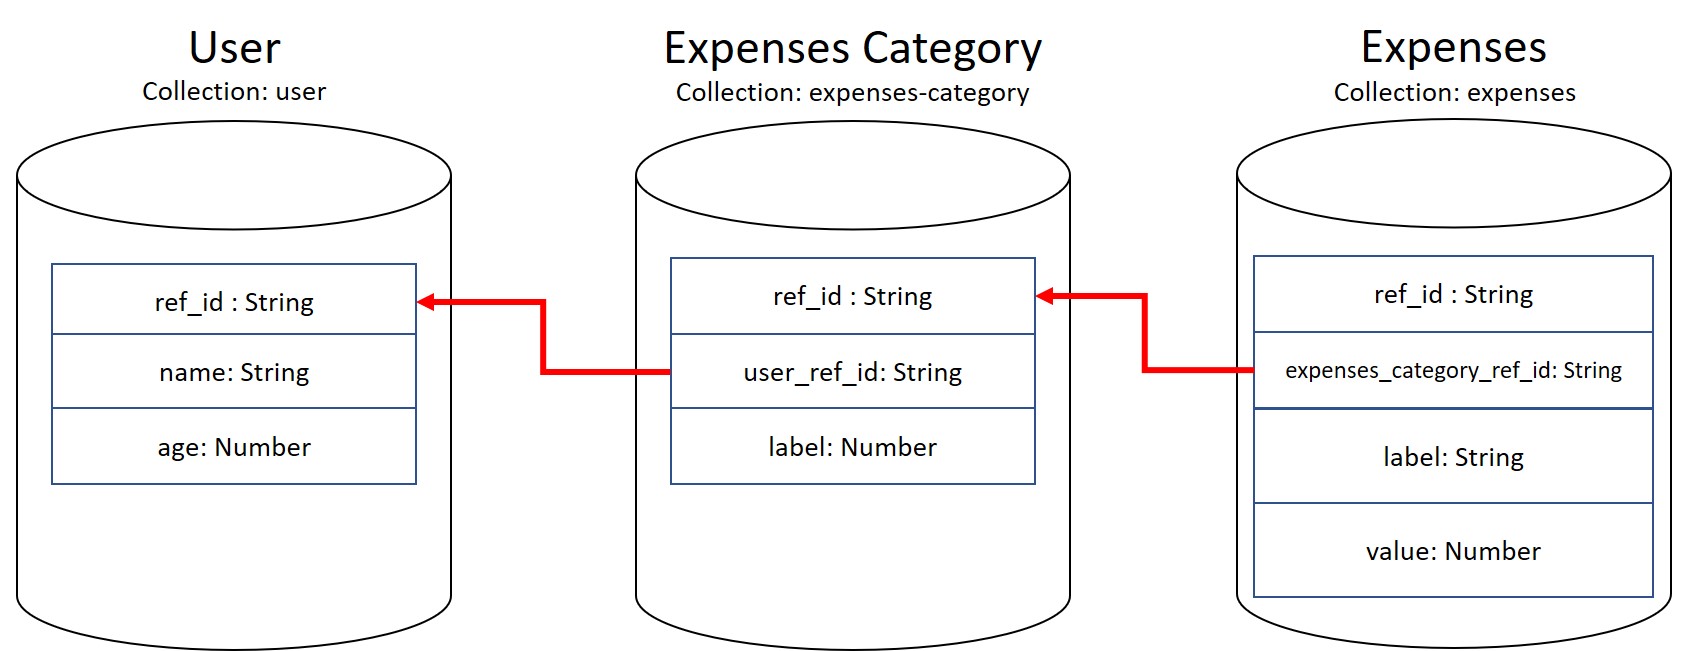 User
Collection: user
ref_id : String
name: String
age: Number
Expenses Category
Collection: expenses-category
ref_id : String
user_ref_id: String
label: Number
Expenses
Collection: expenses
ref_id : String
expenses_category_ref_id: String
label: String
value: Number